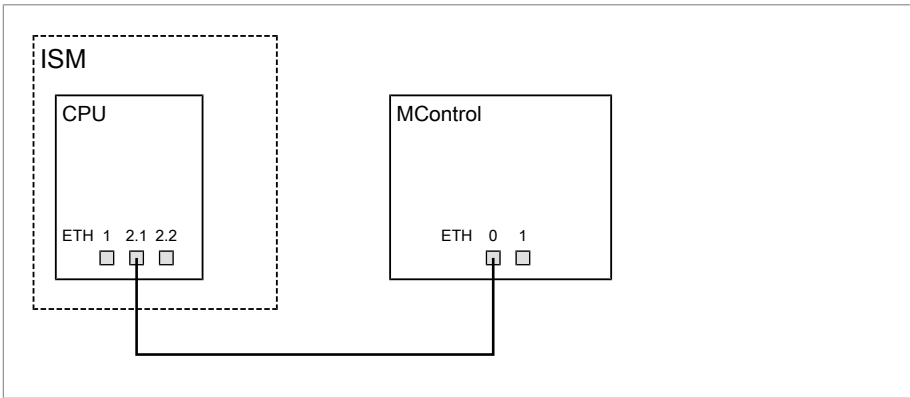 ISM
CPU
MControl
ETH 1 2.1 2.2
ETH 0 1